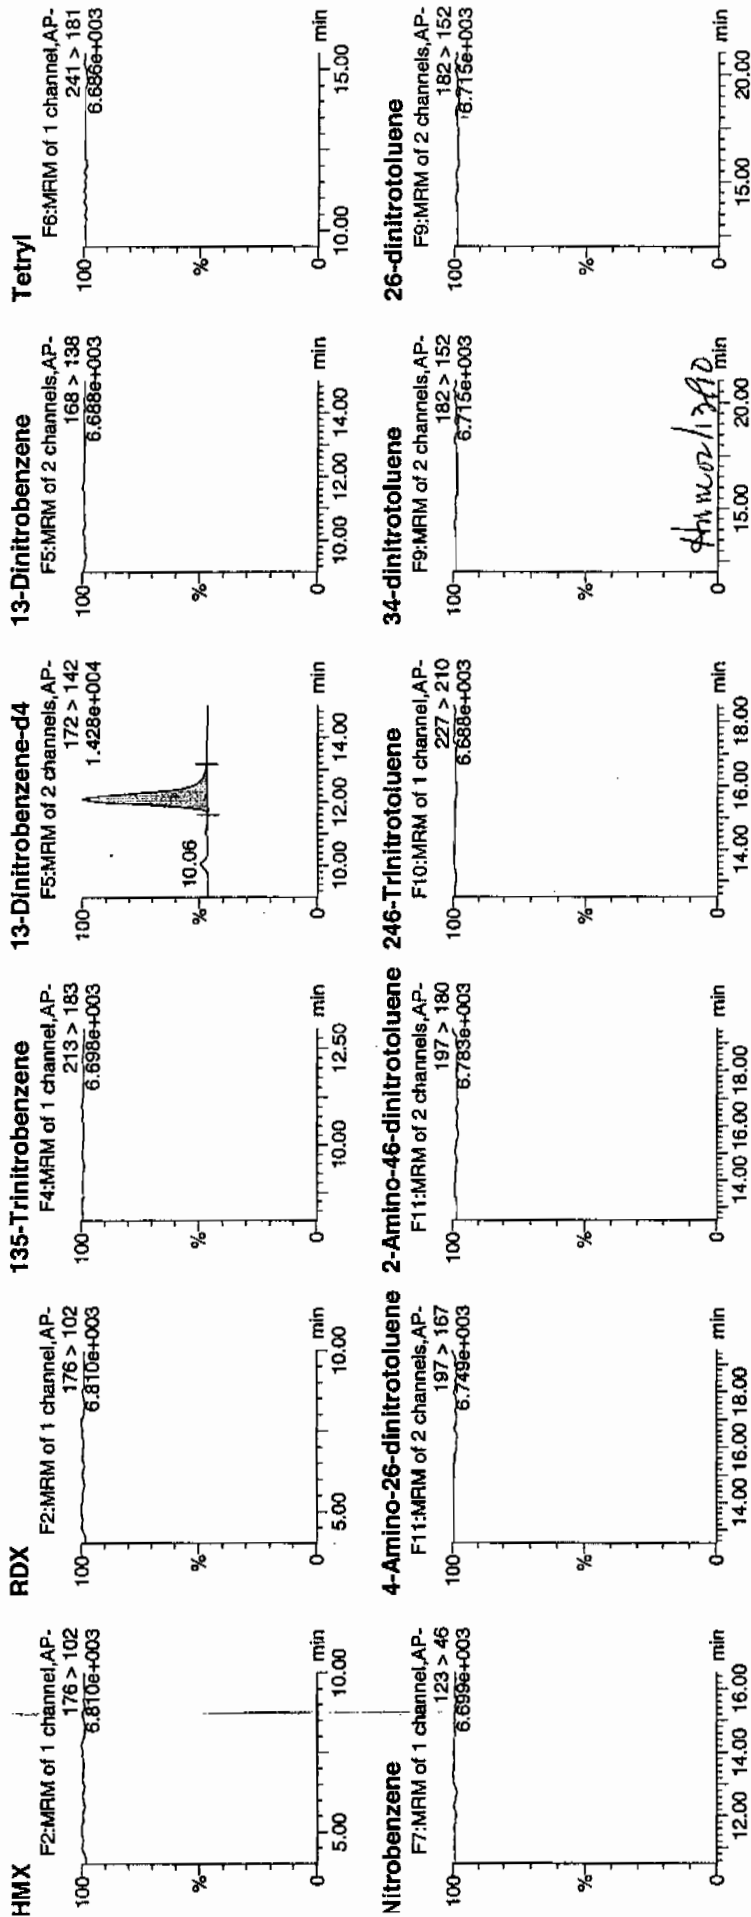 HMX
F2:MRM of 1 channel,AP-
176 > 102
6.810e+003
100
%
0
5.00
10.00
min
RDX
F2:MRM of 1 channel,AP-
176 > 102
6.810e+003
100
%
0
5.00
10.00
min
135-Trinitrobenzene
F4:MRM of 1 channel,AP-
213 > 183
6.698e+003
100
%
0
10.00
12.50
min
13-Dinitrobenzene-d4
F5:MRM of 2 channels,AP-
172 > 142
1.428e+004
100
10.06
%
0
10.00
12.00
14.00
min
13-Dinitrobenzene
F5:MRM of 2 channels,AP-
168 > 138
6.688e+003
100
%
0
10.00
12.00
14.00
min
Tetryl
F6:MRM of 1 channel,AP-
241 > 181
6.686e+003
100
%
0
10.00
15.00
min
Nitrobenzene
F7:MRM of 1 channel,AP-
123 > 46
6.699e+003
100
%
0
12.00
14.00
16.00
min
4-Amino-26-dinitrotoluene
F11:MRM of 2 channels,AP-
197 > 167
6.749e+003
100
%
0
14.00
16.00
18.00
min
2-Amino-46-dinitrotoluene
F11:MRM of 2 channels,AP-
197 > 180
6.783e+003
100
%
0
14.00
16.00
18.00
min
246-Trinitrotoluene
F10:MRM of 1 channel,AP-
227 > 210
6.688e+003
100
%
0
14.00
16.00
18.00
min
34-dinitrotoluene
F9:MRM of 2 channels,AP-
182 > 152
6.715e+003
100
%
0
15.00
20.00
min
26-dinitrotoluene
F9:MRM of 2 channels,AP-
182 > 152
6.715e+003
100
%
0
15.00
20.00
min